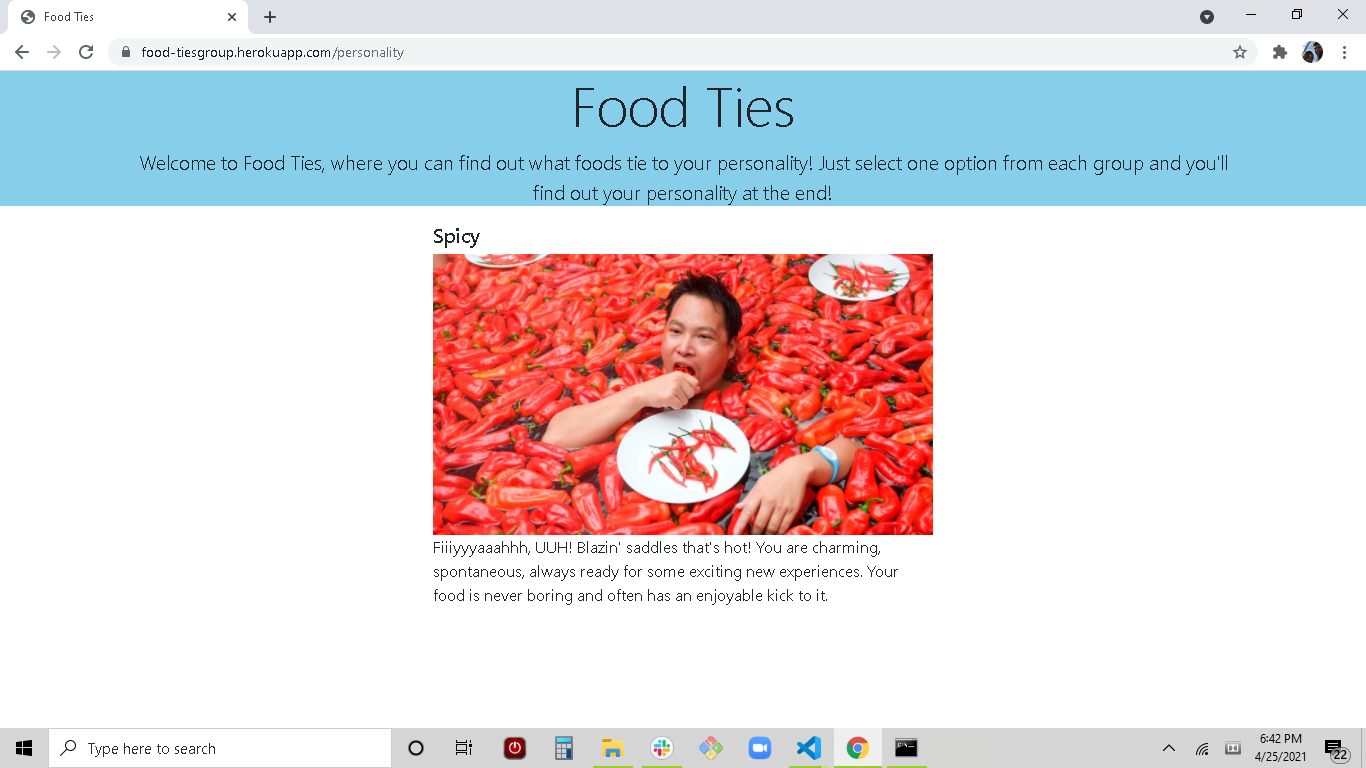 Food Ties
food-tiesgroup.herokuapp.com/personality
Food Ties
Welcome to Food Ties, where you can find out what foods tie to your personality! Just select one option from each group and you'll
find out your personality at the end!
Spicy
Fiiiyyyaaahhh, UUH! Blazin' saddles that's hot! You are charming,
spontaneous, always ready for some exciting new experiences. Your
food is never boring and often has an enjoyable kick to it.
Type here to search
6:42 PM
4/25/2021
22